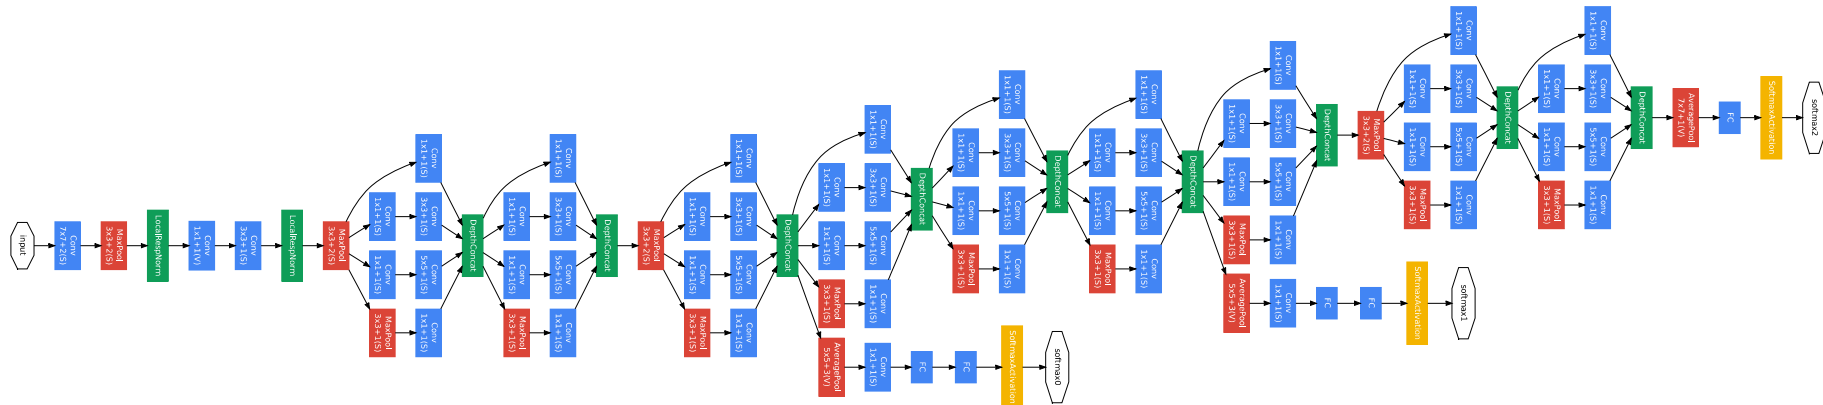 input
Conv
7x7+2(S)
MaxPool
3x3+2(S)
LocalRespNorm
Conv
1x1+1(V)
Conv
3x3+1(S)
LocalRespNorm
MaxPool
3x3+2(S)
Conv
1x1+1(S)
Conv
1x1+1(S)
MaxPool
3x3+1(S)
Conv
1x1+1(S)
Conv
3x3+1(S)
Conv
5x5+1(S)
Conv
1x1+1(S)
DepthConcat
Conv
1x1+1(S)
Conv
1x1+1(S)
MaxPool
3x3+1(S)
Conv
1x1+1(S)
Conv
3x3+1(S)
Conv
5x5+1(S)
Conv
1x1+1(S)
DepthConcat
MaxPool
3x3+2(S)
Conv
1x1+1(S)
Conv
1x1+1(S)
MaxPool
3x3+1(S)
Conv
1x1+1(S)
Conv
3x3+1(S)
Conv
5x5+1(S)
Conv
1x1+1(S)
DepthConcat
Conv
1x1+1(S)
Conv
1x1+1(S)
MaxPool
3x3+1(S)
AveragePool
5x5+3(V)
Conv
1x1+1(S)
Conv
3x3+1(S)
Conv
5x5+1(S)
Conv
1x1+1(S)
Conv
1x1+1(S)
DepthConcat
FC
Conv
1x1+1(S)
Conv
1x1+1(S)
MaxPool
3x3+1(S)
FC
Conv
1x1+1(S)
Conv
3x3+1(S)
Conv
5x5+1(S)
Conv
1x1+1(S)
SoftmaxActivation
DepthConcat
softmax0
Conv
1x1+1(S)
Conv
1x1+1(S)
MaxPool
3x3+1(S)
Conv
1x1+1(S)
Conv
3x3+1(S)
Conv
5x5+1(S)
Conv
1x1+1(S)
DepthConcat
Conv
1x1+1(S)
Conv
1x1+1(S)
MaxPool
3x3+1(S)
AveragePool
5x5+3(V)
Conv
1x1+1(S)
Conv
3x3+1(S)
Conv
5x5+1(S)
Conv
1x1+1(S)
Conv
1x1+1(S)
DepthConcat
FC
MaxPool
3x3+2(S)
FC
Conv
1x1+1(S)
Conv
1x1+1(S)
MaxPool
3x3+1(S)
SoftmaxActivation
Conv
1x1+1(S)
Conv
3x3+1(S)
Conv
5x5+1(S)
Conv
1x1+1(S)
softmax1
DepthConcat
Conv
1x1+1(S)
Conv
1x1+1(S)
MaxPool
3x3+1(S)
Conv
1x1+1(S)
Conv
3x3+1(S)
Conv
5x5+1(S)
Conv
1x1+1(S)
DepthConcat
AveragePool
7x7+1(V)
FC
SoftmaxActivation
softmax2